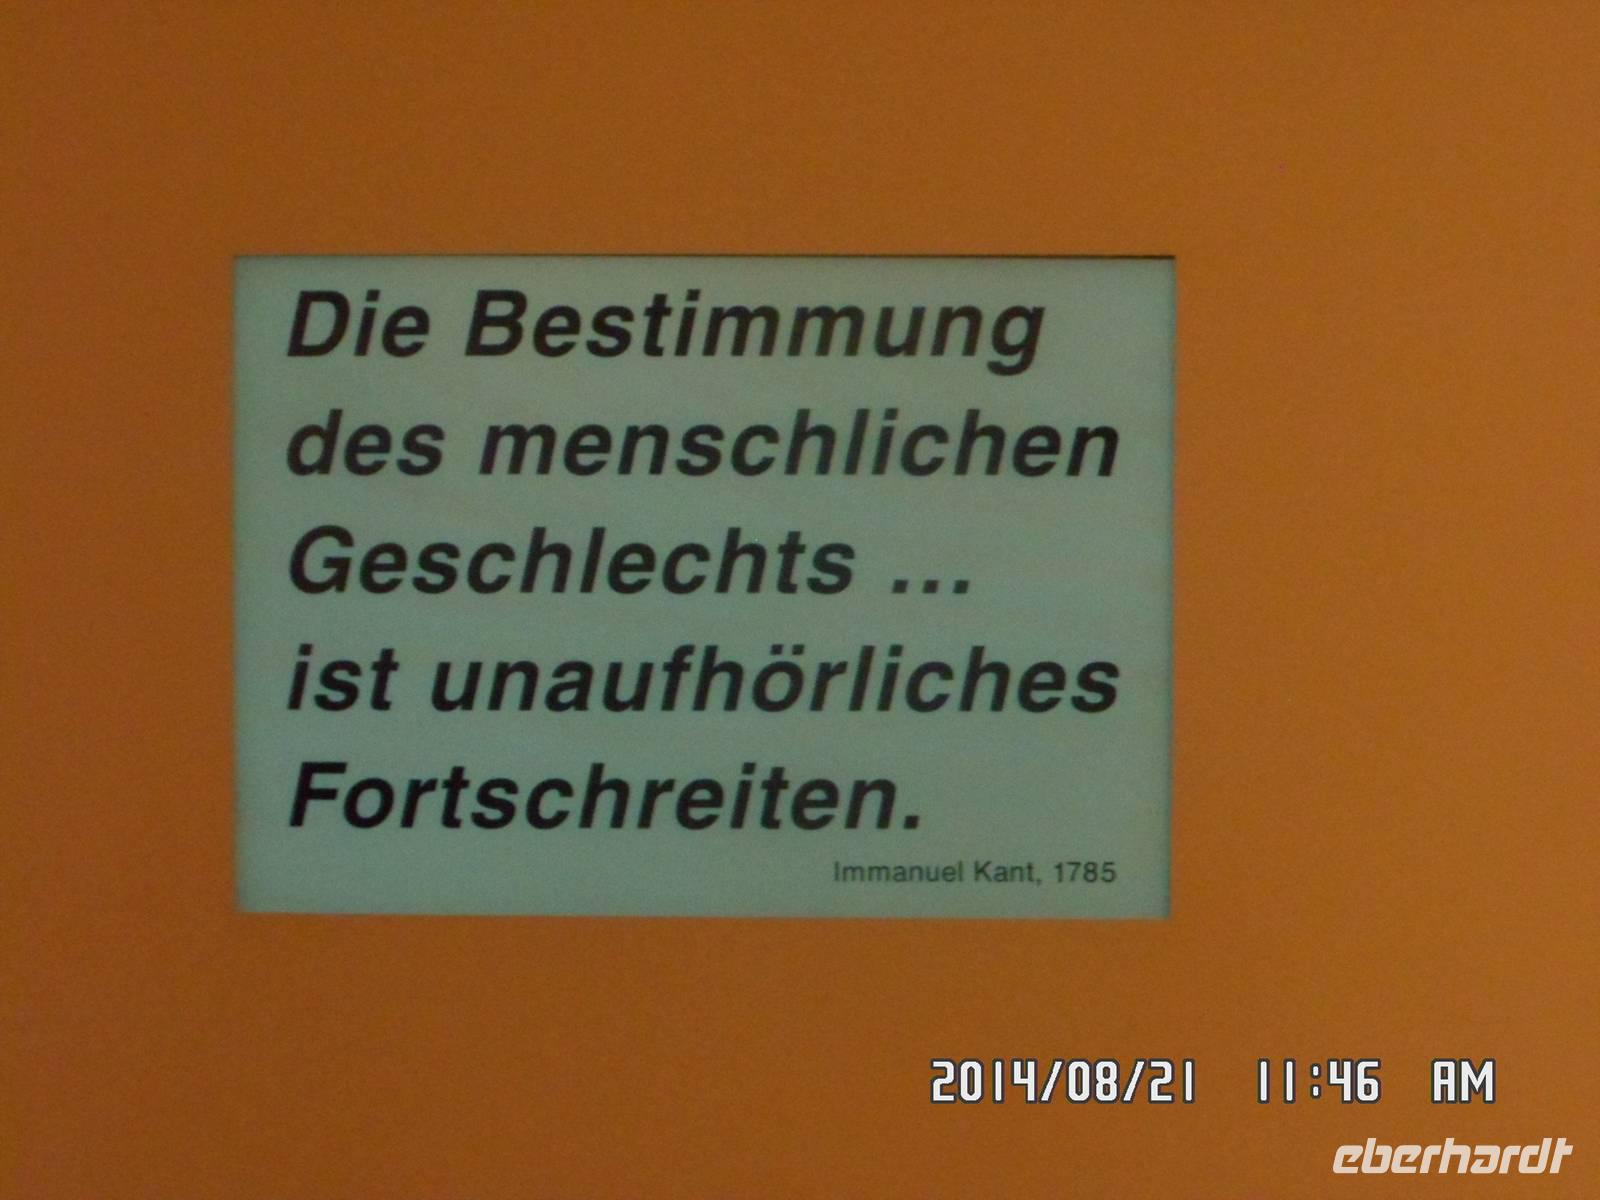 Die Bestimmung
des menschlichen
Geschlechts ...
ist unaufhörliches
Fortschreiten.
Immanuel Kant, 1785
2014/08/21 11:46 AM
eberhardt